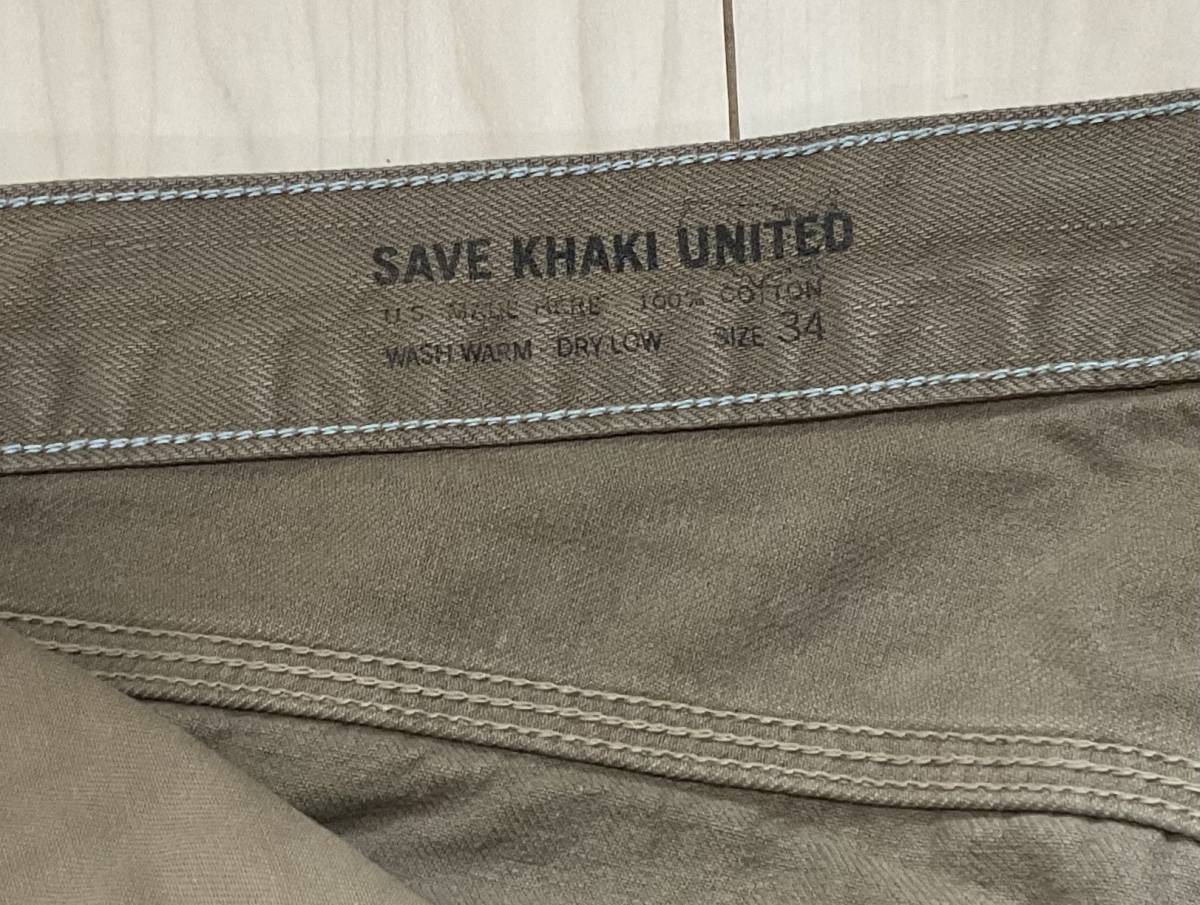 SAVE KHAKI UNITED
U.S. MADE HERE 100% COTTON
WASH WARM DRY LOW SIZE 34